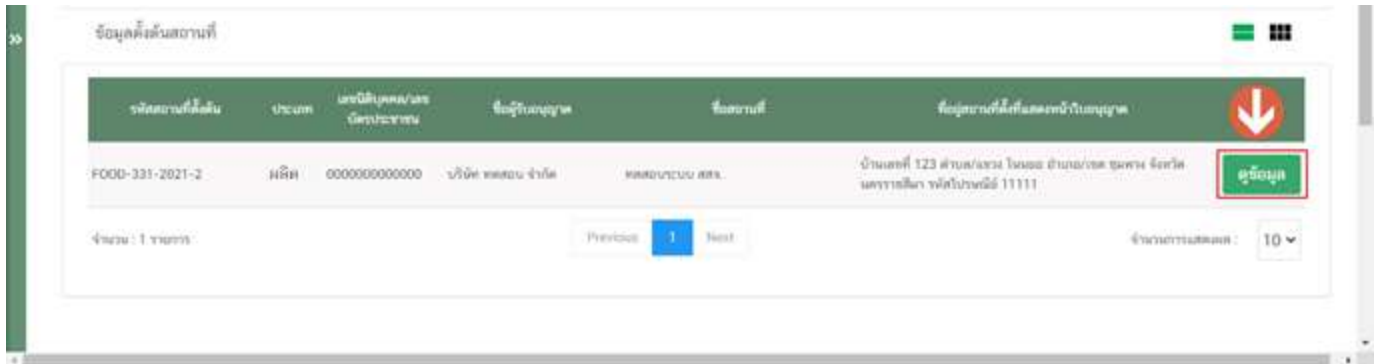 ข้อมูลตั้งต้นสถานที่
รหัสสถานที่ตั้งต้น ประเภท เลขนิติบุคคล/เลข ชื่อผู้รับอนุญาต ชื่อสถานที่ ที่อยู่สถานที่ตั้งที่แสดงหน้าใบอนุญาต
บัตรประชาชน
FOOD-331-2021-2 ผลิต 0000000000000 บริษัท ทดสอบ จำกัด ทดสอบระบบ สสจ. บ้านเลขที่ 123 ตำบล/แขวง โนนยอ อำเภอ/เขต ชุมพวง จังหวัด ดูข้อมูล
นครราชสีมา รหัสไปรษณีย์ 11111
จำนวน : 1 รายการ Previous 1 Next จำนวนการแสดงผล : 10